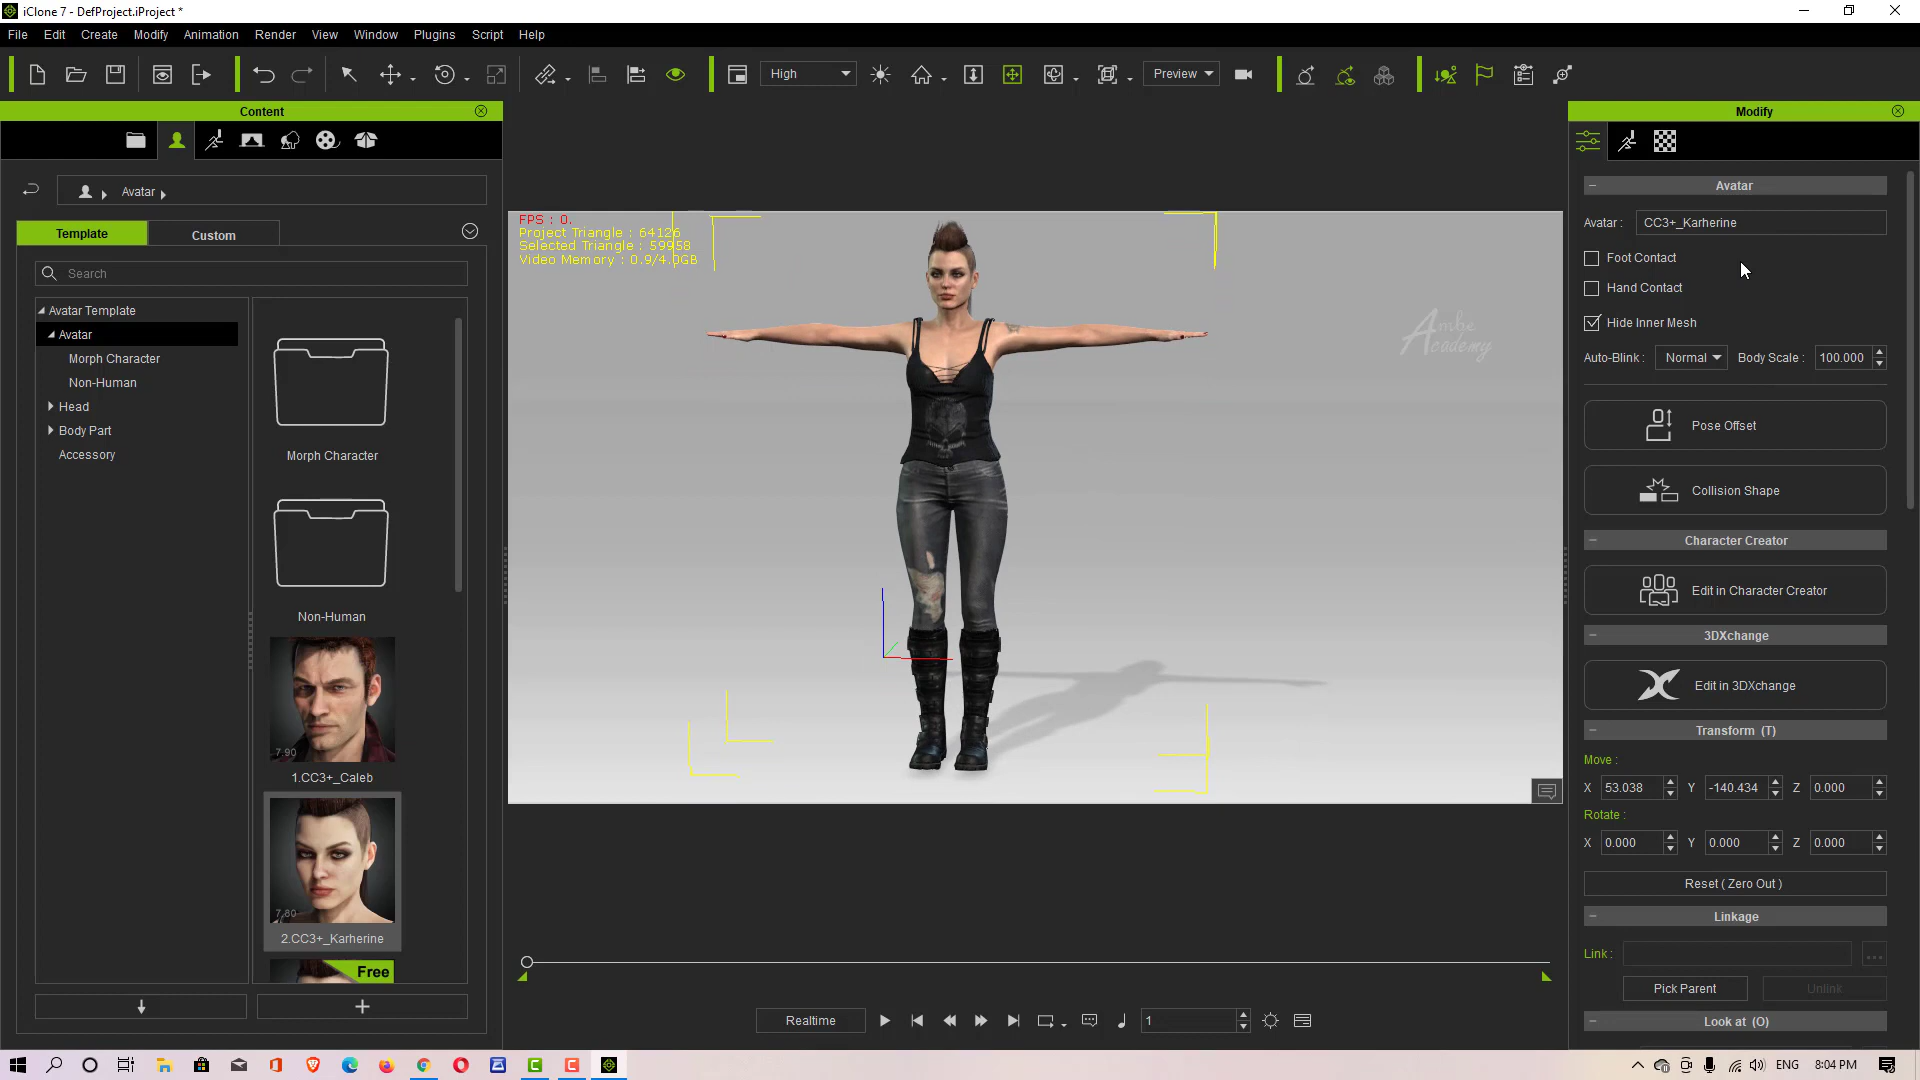 iClone 7 - DefProject.iProject *
File Edit Create Modify Animation Render View Window Plugins Script Help
High
Preview
Content
Modify
Avatar
Template
Custom
Search
Avatar Template
Avatar
Morph Character
Non-Human
Head
Body Part
Accessory
Morph Character
Non-Human
7.90
1.CC3+_Caleb
7.80
2.CC3+_Karherine
Free
FPS : 0.
Project Triangle : 64126
Selected Triangle : 59958
Video Memory : 0.9/4.0GB
Ambe
Academy
Realtime
1
Avatar
Avatar : CC3+_Karherine
Foot Contact
Hand Contact
Hide Inner Mesh
Auto-Blink : Normal Body Scale : 100.000
Pose Offset
Collision Shape
Character Creator
Edit in Character Creator
3DXchange
Edit in 3DXchange
Transform (T)
Move :
X 53.038 Y -140.434 Z 0.000
Rotate :
X 0.000 Y 0.000 Z 0.000
Reset ( Zero Out )
Linkage
Link :
...
Pick Parent Unlink
Look at (O)
ENG 8:04 PM